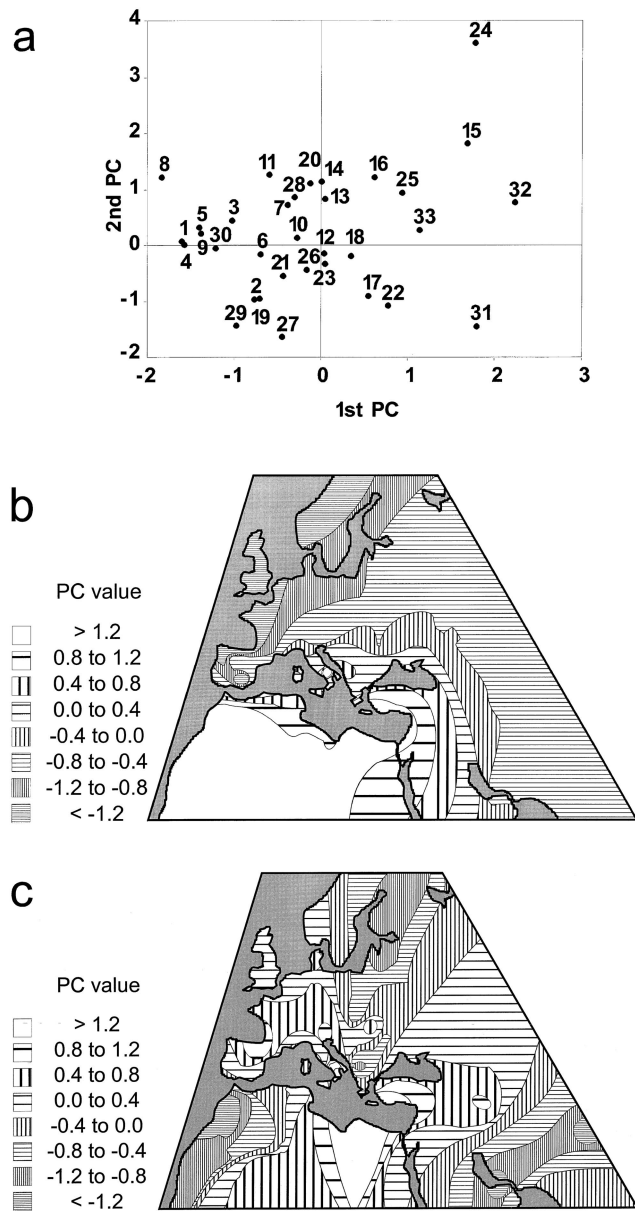 a
4
3
2
1
0
-1
-2
2nd PC
24
15
8
11
20
14
16
25
32
28
7
13
3
5
1
30
10
33
9
4
6
12
18
21
26
23
2
17
22
29
19
27
31
-2
-1
0
1
2
3
1st PC
b
PC value
> 1.2
0.8 to 1.2
0.4 to 0.8
0.0 to 0.4
-0.4 to 0.0
-0.8 to -0.4
-1.2 to -0.8
< -1.2
c
PC value
> 1.2
0.8 to 1.2
0.4 to 0.8
0.0 to 0.4
-0.4 to 0.0
-0.8 to -0.4
-1.2 to -0.8
< -1.2